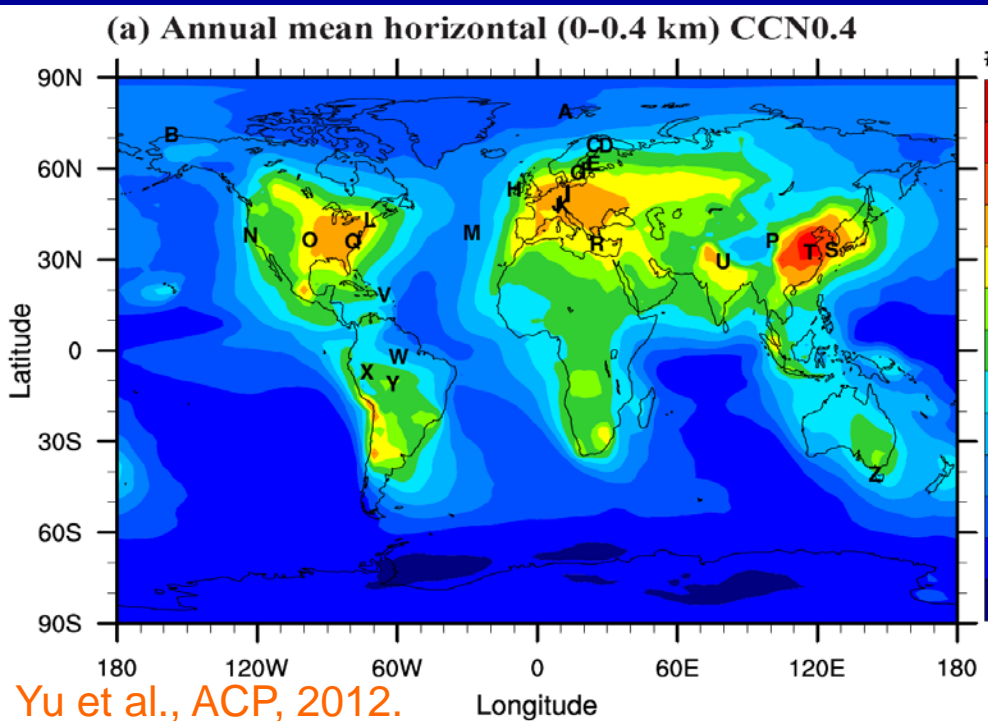 (a) Annual mean horizontal (0-0.4 km) CCN0.4
90N
60N
30N
0
30S
60S
90S
Latitude
A
B
CD
E
G
H
I
K
L
M
N
O
Q
P
R
S
T
U
V
W
X
Y
Z
180
120W
60W
0
60E
120E
180
Longitude
Yu et al., ACP, 2012.